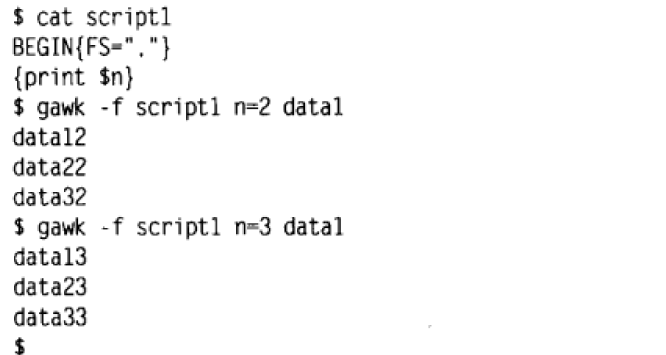 $ cat script1
BEGIN{FS="."}
{print $n}
$ gawk -f script1 n=2 data1
data12
data22
data32
$ gawk -f script1 n=3 data1
data13
data23
data33
$